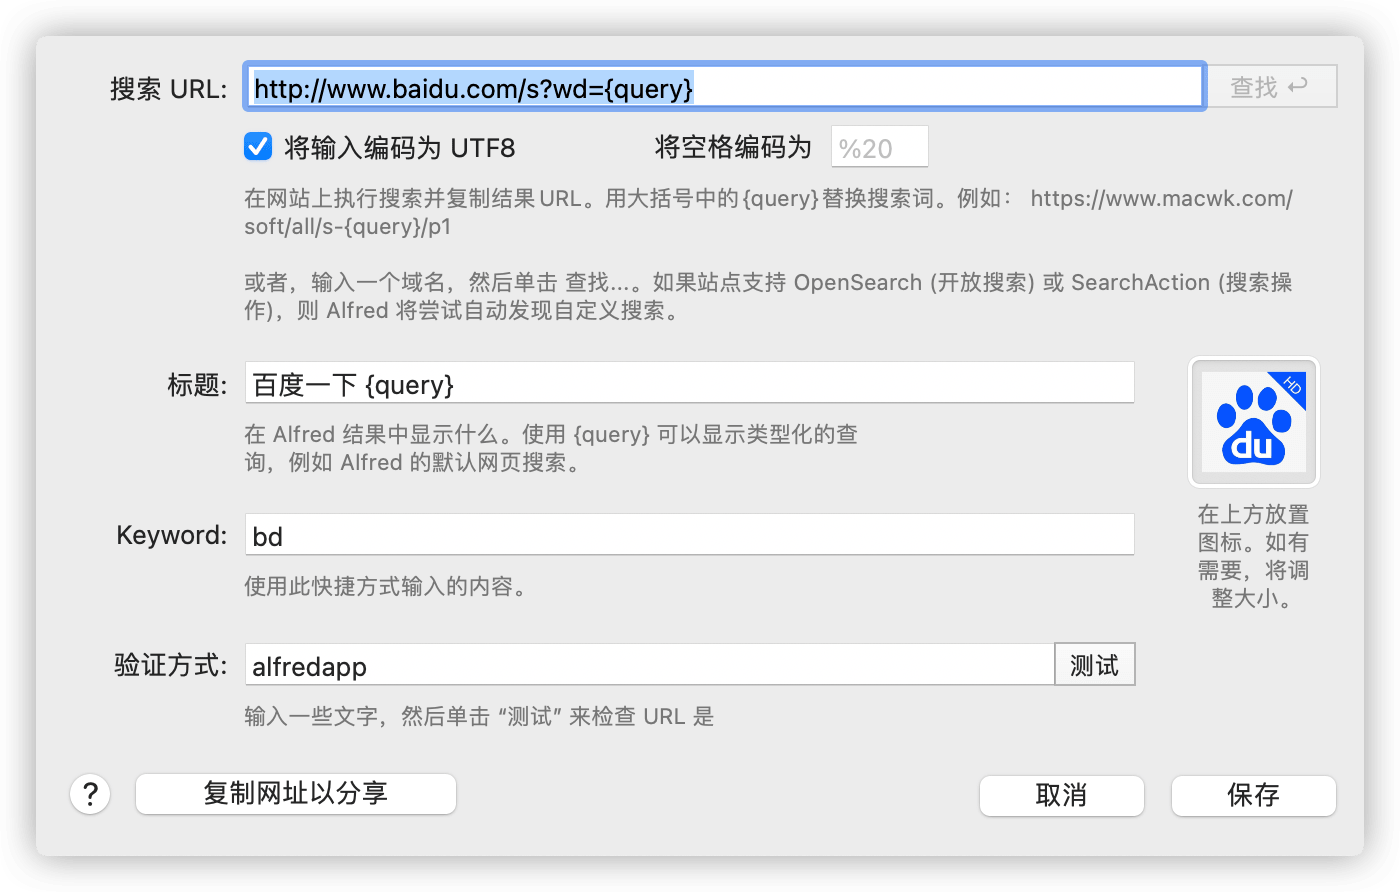 搜索 URL: http://www.baidu.com/s?wd={query} 查找
将输入编码为 UTF8 将空格编码为 %20
在网站上执行搜索并复制结果URL。用大括号中的{query}替换搜索词。例如： https://www.macwk.com/
soft/all/s-{query}/p1
或者，输入一个域名，然后单击 查找...。如果站点支持 OpenSearch (开放搜索) 或 SearchAction (搜索操
作)，则 Alfred 将尝试自动发现自定义搜索。
标题: 百度一下 {query}
在 Alfred 结果中显示什么。使用 {query} 可以显示类型化的查
询，例如 Alfred 的默认网页搜索。
HD
du
在上方放置
图标。如有
需要，将调
整大小。
Keyword: bd
使用此快捷方式输入的内容。
验证方式: alfredapp 测试
输入一些文字，然后单击 “测试” 来检查 URL 是
? 复制网址以分享 取消 保存